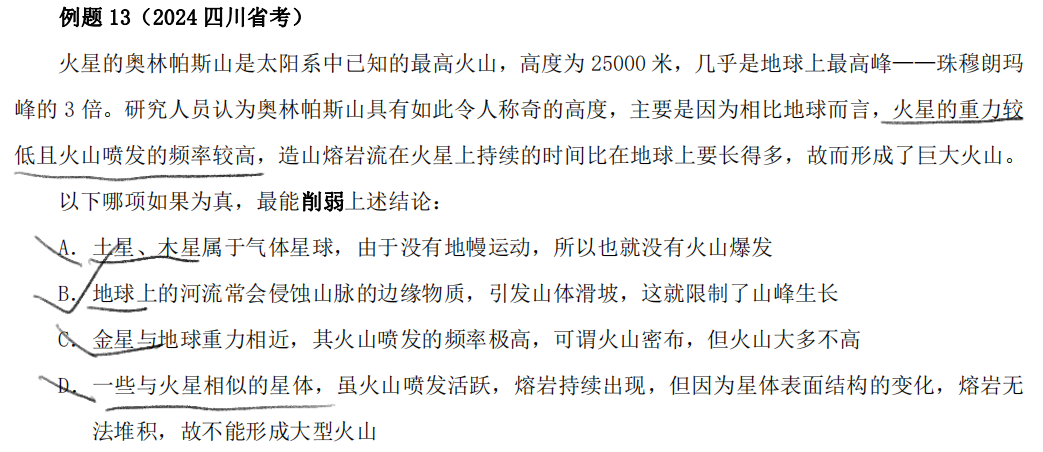 例题 13（2024 四川省考）
火星的奥林帕斯山是太阳系中已知的最高火山，高度为 25000 米，几乎是地球上最高峰——珠穆朗玛
峰的 3 倍。研究人员认为奥林帕斯山具有如此令人称奇的高度，主要是因为相比地球而言，火星的重力较
低且火山喷发的频率较高，造山熔岩流在火星上持续的时间比在地球上要长得多，故而形成了巨大火山。
以下哪项如果为真，最能削弱上述结论：
A. 土星、木星属于气体星球，由于没有地幔运动，所以也就没有火山爆发
B. 地球上的河流常会侵蚀山脉的边缘物质，引发山体滑坡，这就限制了山峰生长
C. 金星与地球重力相近，其火山喷发的频率极高，可谓火山密布，但火山大多不高
D. 一些与火星相似的星体，虽火山喷发活跃，熔岩持续出现，但因为星体表面结构的变化，熔岩无
法堆积，故不能形成大型火山